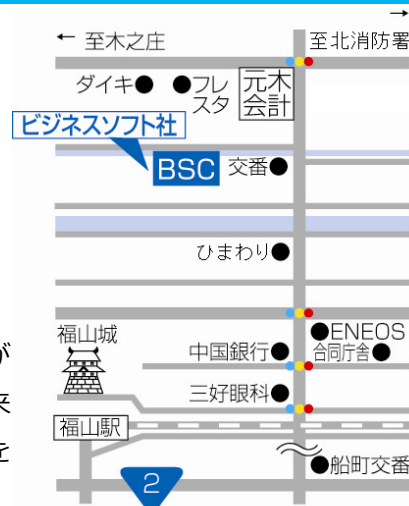 →
← 至木之庄
至北消防署
ダイキ●
●フレスタ
元木会計
ビジネスソフト社
BSC
交番●
ひまわり●
福山城
中国銀行●
●ENEOS
合同庁舎●
三好眼科●
福山駅
●船町交番
2
が
来
を